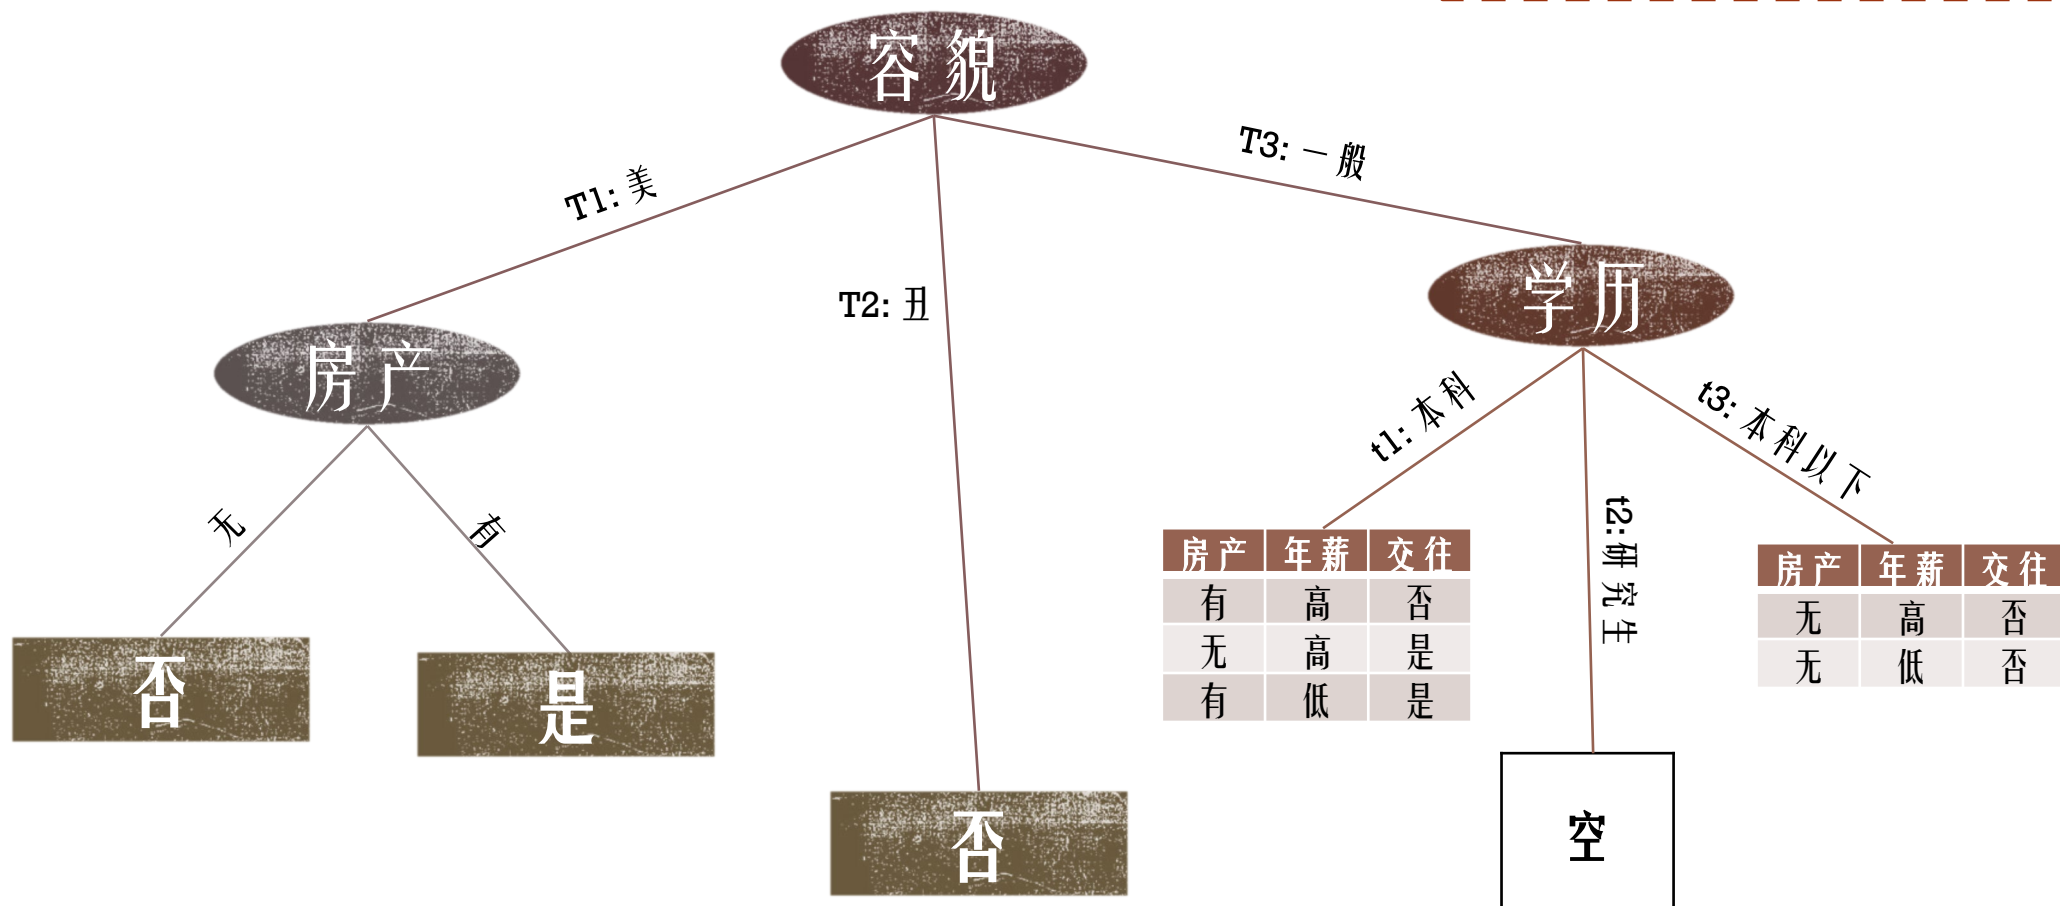 容貌
T1: 美
T2: 丑
T3: 一般
房产
学历
无
有
t1: 本科
t2: 研究生
t3: 本科以下
否
是
否
房产 年薪 交往
有 高 否
无 高 是
有 低 是
空
房产 年薪 交往
无 高 否
无 低 否